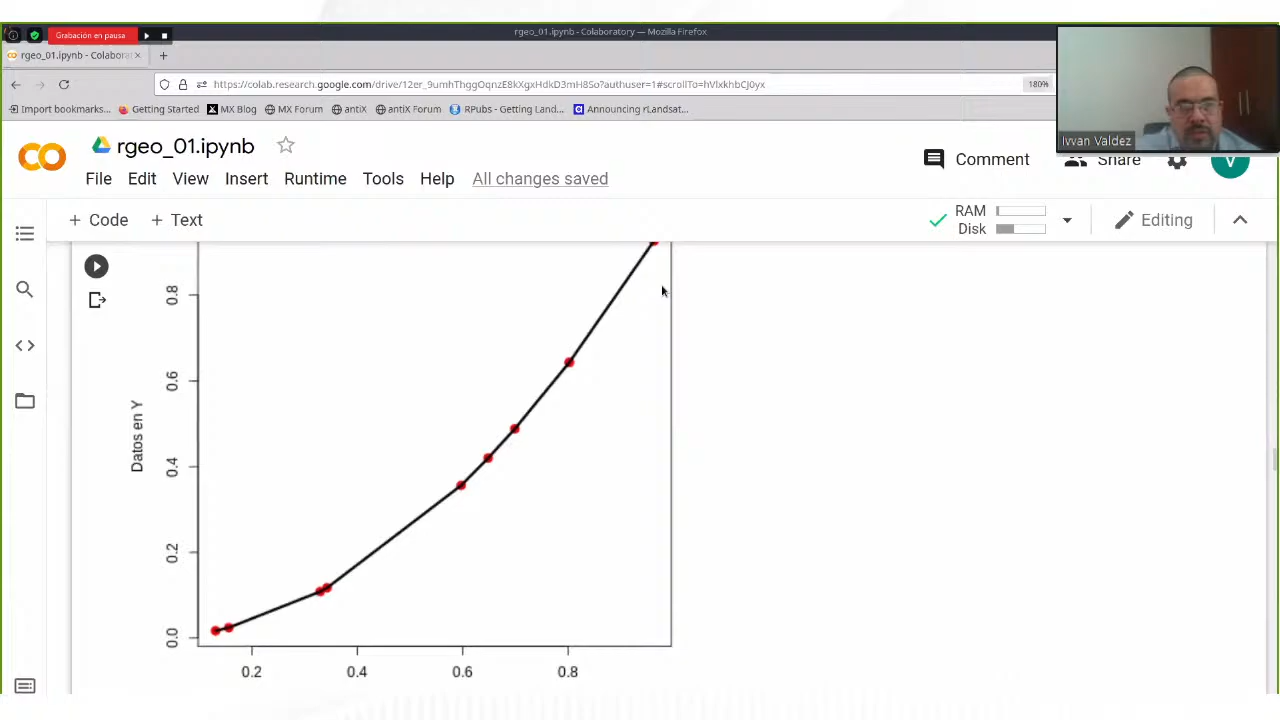 rgeo_01.ipynb - Colaboratory — Mozilla Firefox
Grabación en pausa
rgeo_01.ipynb - Colaborat
https://colab.research.google.com/drive/12er_9umhThggOqnzE8kXgxHdkD3mH8So?authuser=1#scrollTo=hVlxkhbCJ0yx
180%
Import bookmarks...
Getting Started
MX Blog
MX Forum
antiX
antiX Forum
RPubs - Getting Land...
Announcing rLandsat...
Ivvan Valdez
rgeo_01.ipynb
Comment
Share
V
File
Edit
View
Insert
Runtime
Tools
Help
All changes saved
+ Code
+ Text
RAM
Disk
Editing
0.8
0.6
Datos en Y
0.4
0.2
0.0
0.2
0.4
0.6
0.8